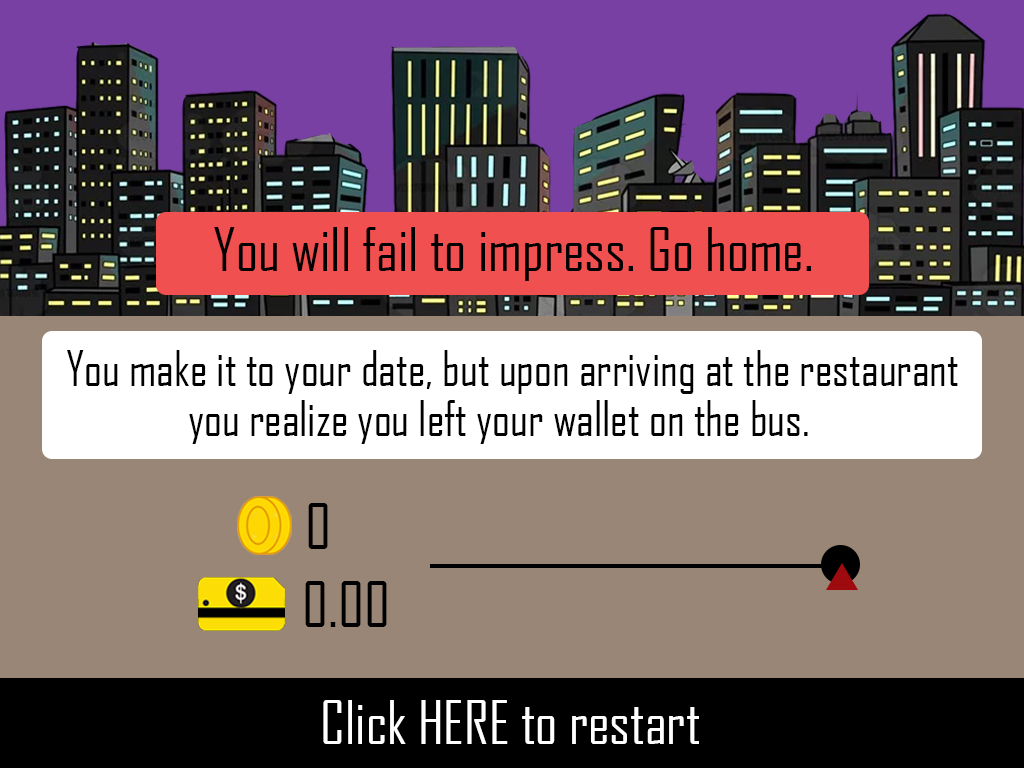 You will fail to impress. Go home.
You make it to your date, but upon arriving at the restaurant
you realize you left your wallet on the bus.
0
$
0.00
Click HERE to restart